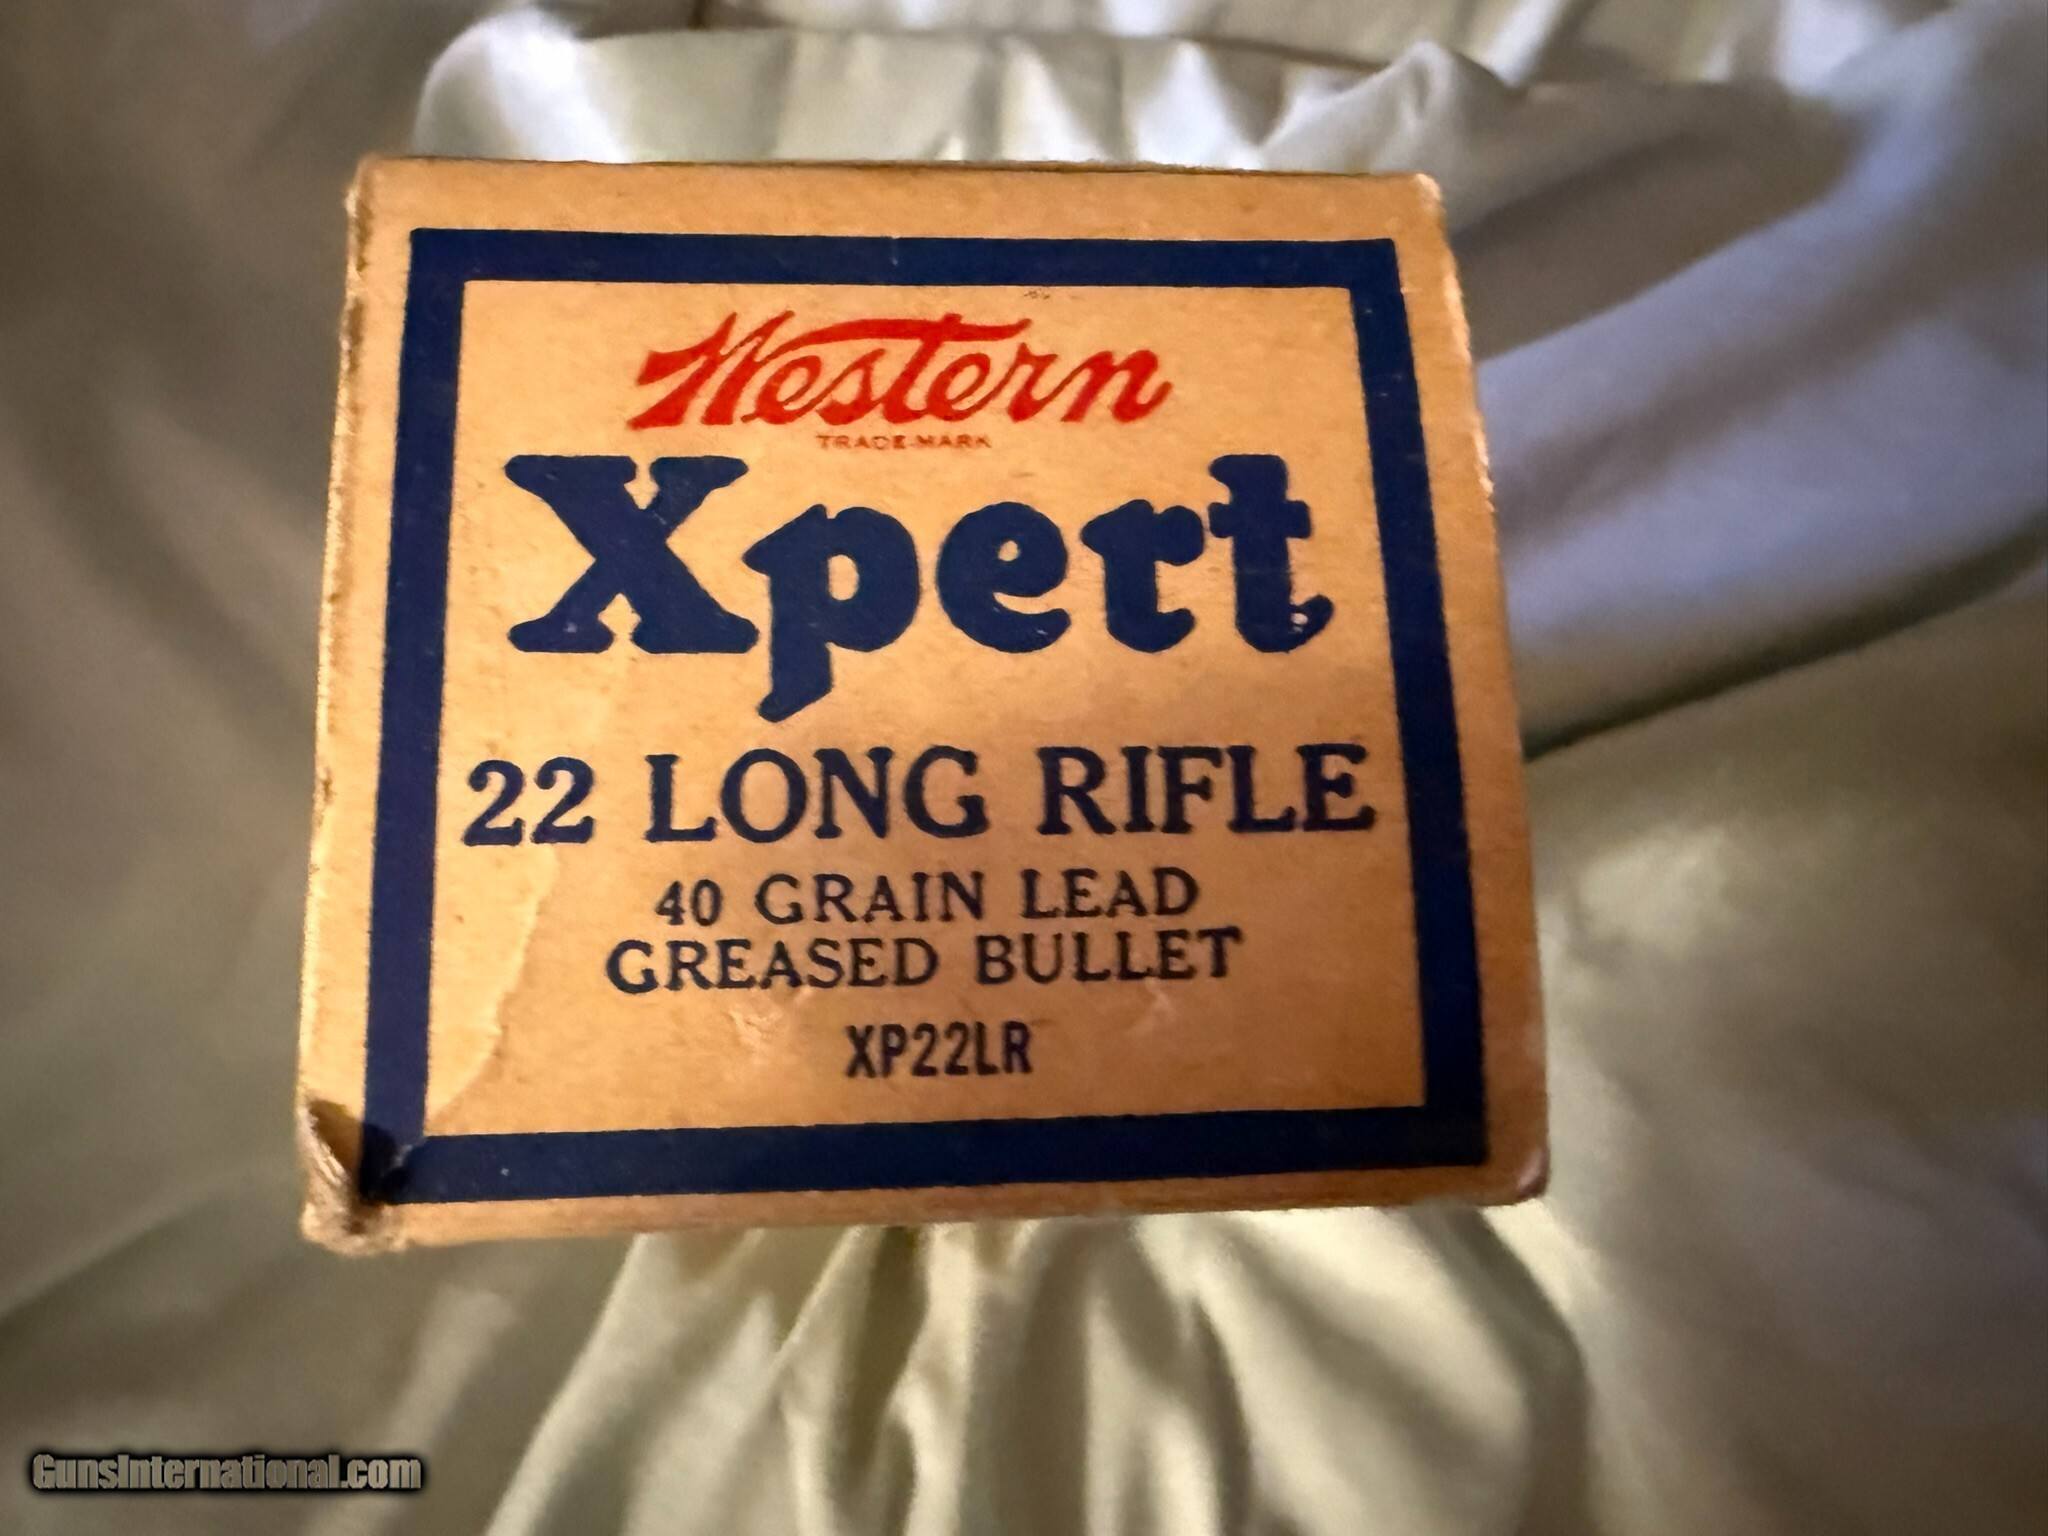 Western
TRADE-MARK
Xpert
22 LONG RIFLE
40 GRAIN LEAD
GREASED BULLET
XP22LR
GunsInternational.com